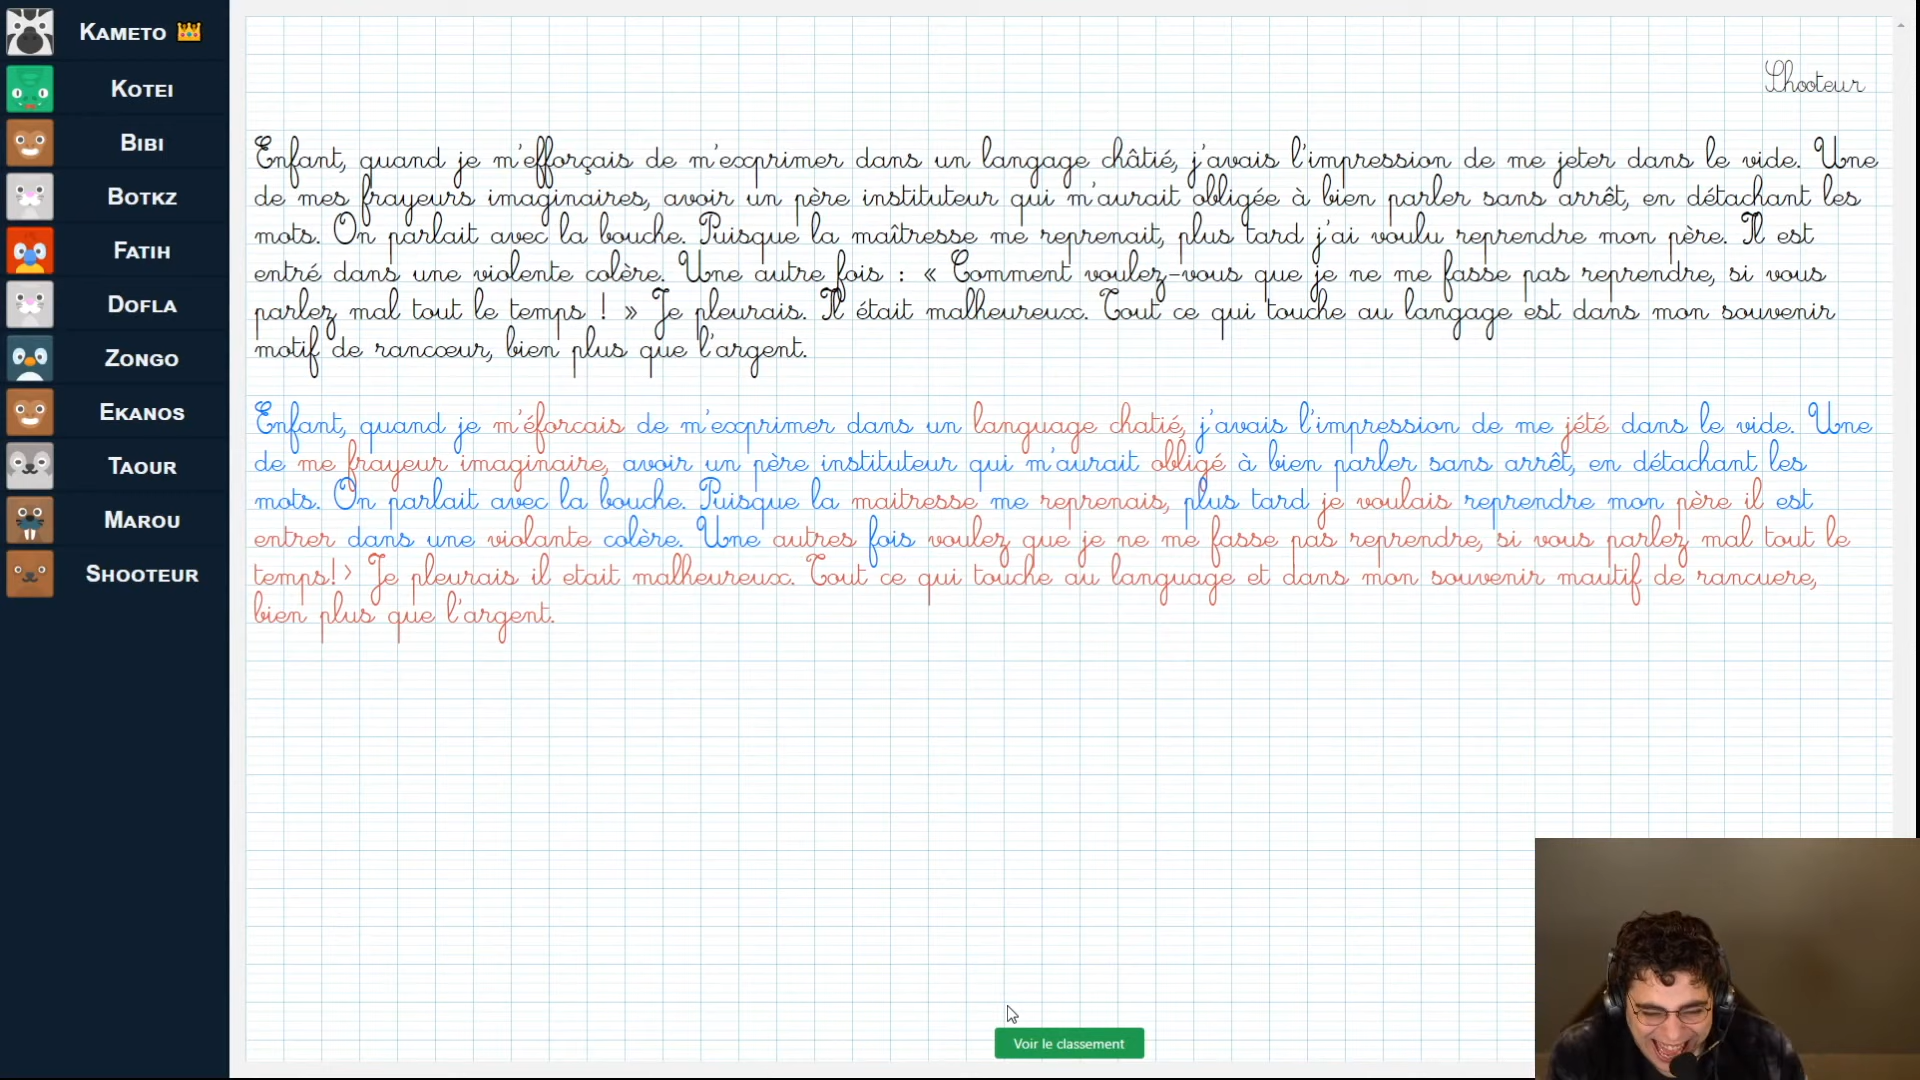 KAMETO
KOTEI
BIBI
BOTKZ
FATIH
DOFLA
ZONGO
EKANOS
TAOUR
MAROU
SHOOTEUR
Shooteur
Enfant, quand je m'efforçais de m'exprimer dans un langage châtié, j'avais l'impression de me jeter dans le vide. Une
de mes frayeurs imaginaires, avoir un père instituteur qui m'aurait obligée à bien parler sans arrêt, en détachant les
mots. On parlait avec la bouche. Puisque la maîtresse me reprenait, plus tard j'ai voulu reprendre mon père. Il est
entré dans une violente colère. Une autre fois : « Comment voulez-vous que je ne me fasse pas reprendre, si vous
parlez mal tout le temps ! » Je pleurais. Il était malheureux. Tout ce qui touche au langage est dans mon souvenir
motif de rancœur, bien plus que l'argent.
Enfant, quand je m'éforcais de m'exprimer dans un language chatié, j'avais l'impression de me jété dans le vide. Une
de me frayeur imaginaire, avoir un père instituteur qui m'aurait obligé à bien parler sans arrêt, en détachant les
mots. On parlait avec la bouche. Puisque la maitresse me reprenais, plus tard je voulais reprendre mon père il est
entrer dans une violante colère. Une autres fois voulez que je ne me fasse pas reprendre, si vous parlez mal tout le
temps!> Je pleurais il etait malheureux. Tout ce qui touche au language et dans mon souvenir mautif de rancuere,
bien plus que l'argent.
Voir le classement